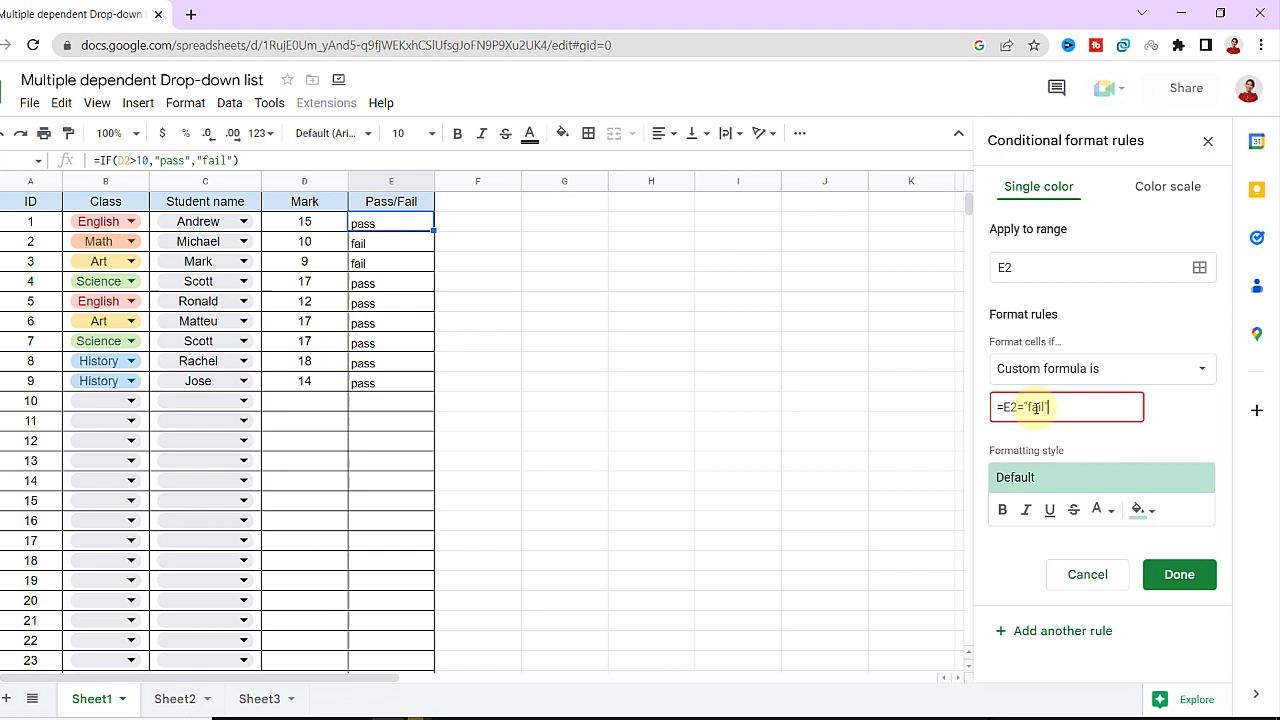 Multiple dependent Drop-down
docs.google.com/spreadsheets/d/1RujE0Um_yAnd5-q9fjWEKxhCSlUfsgJoFN9P9Xu2UK4/edit#gid=0
Multiple dependent Drop-down list
File Edit View Insert Format Data Tools Extensions Help
Share
100% $ % .0 .00 123 Default (Ari... 10 B I S A
fx =IF(D2>10,"pass","fail")
A B C D E F G H I J K
ID Class Student name Mark Pass/Fail
1 English Andrew 15 pass
2 Math Michael 10 fail
3 Art Mark 9 fail
4 Science Scott 17 pass
5 English Ronald 12 pass
6 Art Matteu 17 pass
7 Science Scott 17 pass
8 History Rachel 18 pass
9 History Jose 14 pass
10
11
12
13
14
15
16
17
18
19
20
21
22
23
Sheet1 Sheet2 Sheet3
Conditional format rules
Single color Color scale
Apply to range
E2
Format rules
Format cells if...
Custom formula is
=E2="fail"
Formatting style
Default
B I U S A
Cancel Done
+ Add another rule
31
Explore